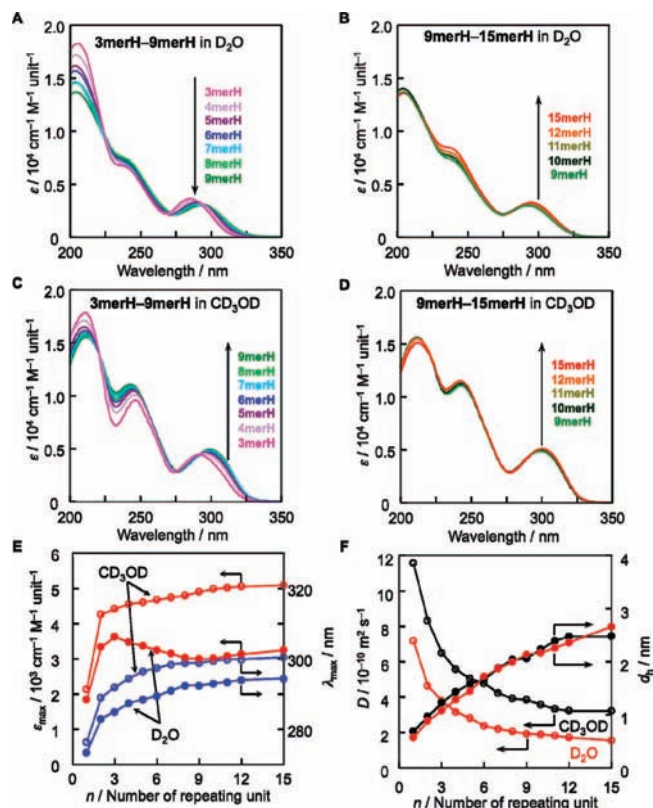 A
3merH–9merH in D₂O
ε / 10⁴ cm⁻¹ M⁻¹ unit⁻¹
2.0
1.5
1.0
0.5
0
3merH
4merH
5merH
6merH
7merH
8merH
9merH
200 250 300 350
Wavelength / nm
B
9merH–15merH in D₂O
ε / 10⁴ cm⁻¹ M⁻¹ unit⁻¹
2.0
1.5
1.0
0.5
0
15merH
12merH
11merH
10merH
9merH
200 250 300 350
Wavelength / nm
C
3merH–9merH in CD₃OD
ε / 10⁴ cm⁻¹ M⁻¹ unit⁻¹
2.0
1.5
1.0
0.5
0
9merH
8merH
7merH
6merH
5merH
4merH
3merH
200 250 300 350
Wavelength / nm
D
9merH–15merH in CD₃OD
ε / 10⁴ cm⁻¹ M⁻¹ unit⁻¹
2.0
1.5
1.0
0.5
0
15merH
12merH
11merH
10merH
9merH
200 250 300 350
Wavelength / nm
E
εmax / 10³ cm⁻¹ M⁻¹ unit⁻¹
6
5
4
3
2
1
0
CD₃OD
D₂O
320
300
280
λmax / nm
0 3 6 9 12 15
n / Number of repeating unit
F
D / 10⁻¹⁰ m² s⁻¹
12
10
8
6
4
2
0
CD₃OD
D₂O
4
3
2
1
0
dₕ / nm
0 3 6 9 12 15
n / Number of repeating unit